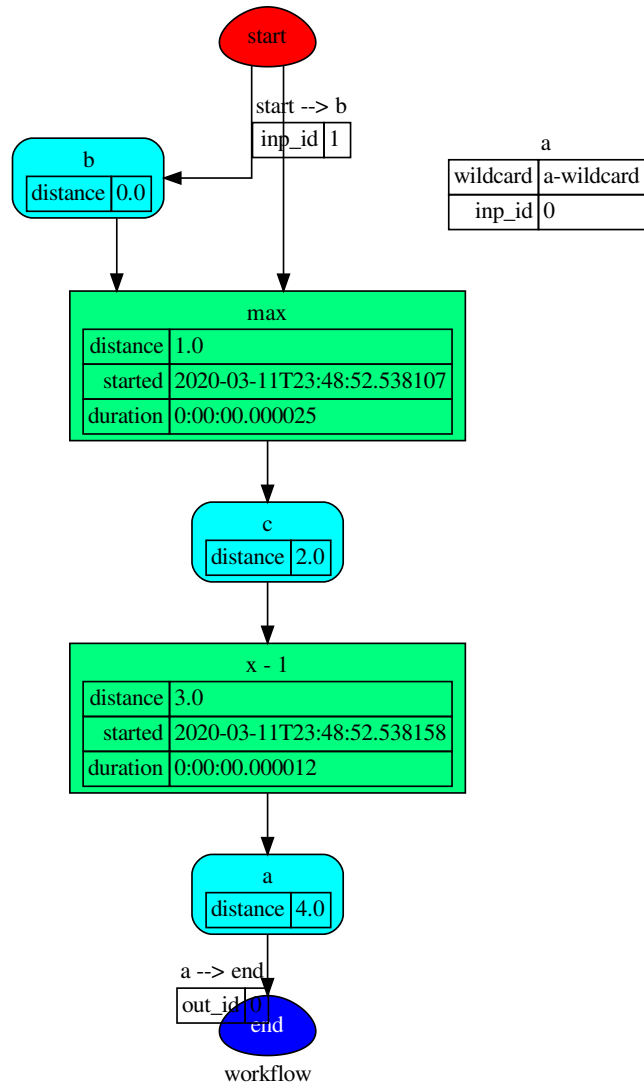 start
start --> b
inp_id 1
b
distance 0.0
a
wildcard a-wildcard
inp_id 0
max
distance 1.0
started 2020-03-11T23:48:52.538107
duration 0:00:00.000025
c
distance 2.0
x - 1
distance 3.0
started 2020-03-11T23:48:52.538158
duration 0:00:00.000012
a
distance 4.0
a --> end
out_id 0
end
workflow